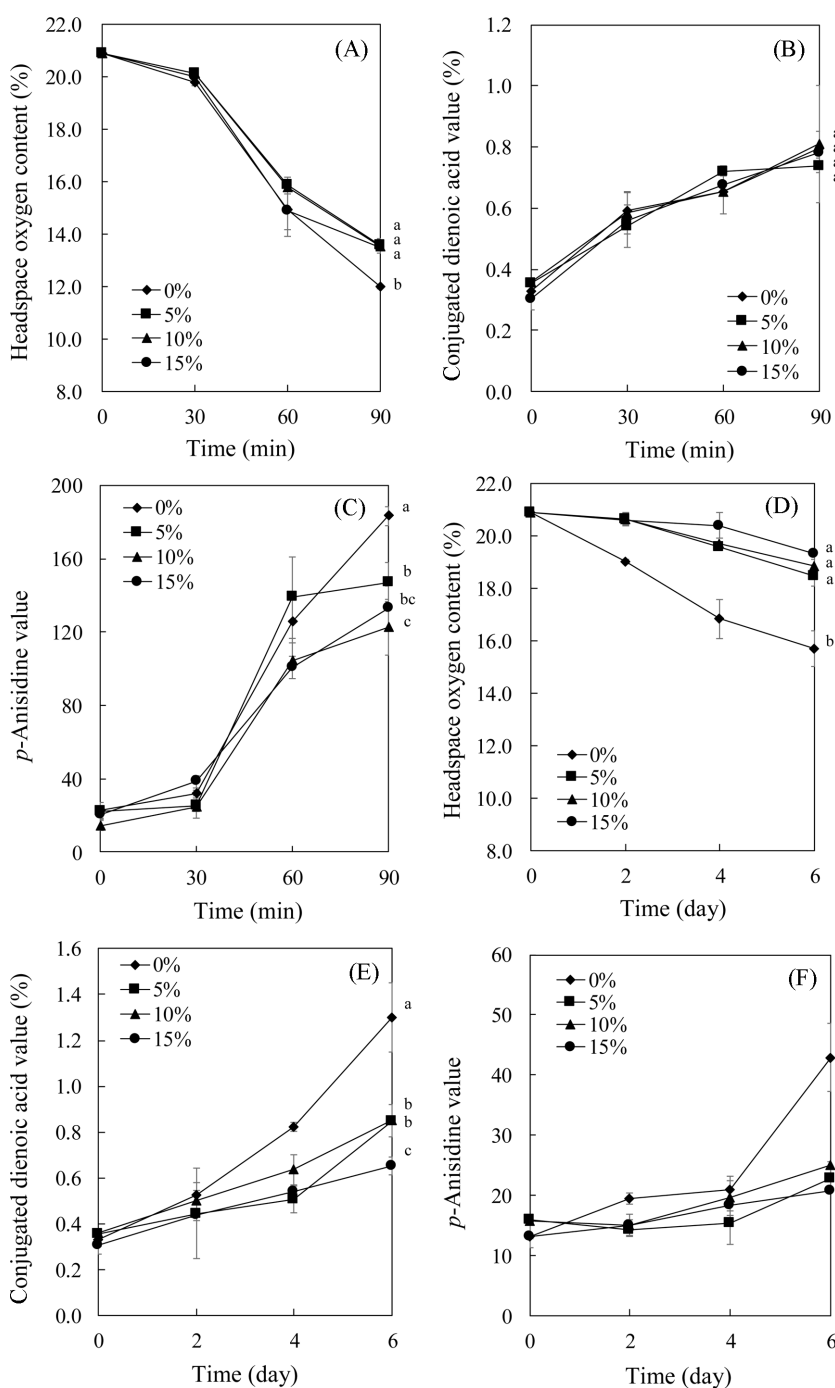 (A)
Headspace oxygen content (%)
22.0
20.0
18.0
16.0
14.0
12.0
10.0
8.0
a
a
a
b
0%
5%
10%
15%
0
30
60
90
Time (min)
(B)
Conjugated dienoic acid value (%)
1.2
1.0
0.8
0.6
0.4
0.2
0.0
0%
5%
10%
15%
0
30
60
90
Time (min)
(C)
p-Anisidine value
200
160
120
80
40
0
0%
5%
10%
15%
a
b
bc
c
0
30
60
90
Time (min)
(D)
Headspace oxygen content (%)
22.0
20.0
18.0
16.0
14.0
12.0
10.0
8.0
a
a
a
b
0%
5%
10%
15%
0
2
4
6
Time (day)
(E)
Conjugated dienoic acid value (%)
1.6
1.4
1.2
1.0
0.8
0.6
0.4
0.2
0.0
0%
5%
10%
15%
a
b
b
c
0
2
4
6
Time (day)
(F)
p-Anisidine value
60
50
40
30
20
10
0
0%
5%
10%
15%
0
2
4
6
Time (day)